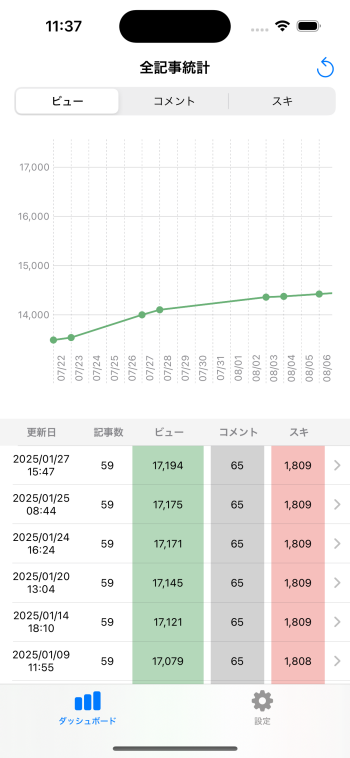 11:37
全記事統計
ビュー コメント スキ
17,000
16,000
15,000
14,000
07/22 07/23 07/24 07/25 07/26 07/27 07/28 07/29 07/30 07/31 08/01 08/02 08/03 08/04 08/05 08/06
更新日 記事数 ビュー コメント スキ
2025/01/27
15:47 59 17,194 65 1,809
2025/01/25
08:44 59 17,175 65 1,809
2025/01/24
16:24 59 17,171 65 1,809
2025/01/20
13:04 59 17,145 65 1,809
2025/01/14
18:10 59 17,121 65 1,809
2025/01/09
11:55 59 17,079 65 1,808
ダッシュボード 設定